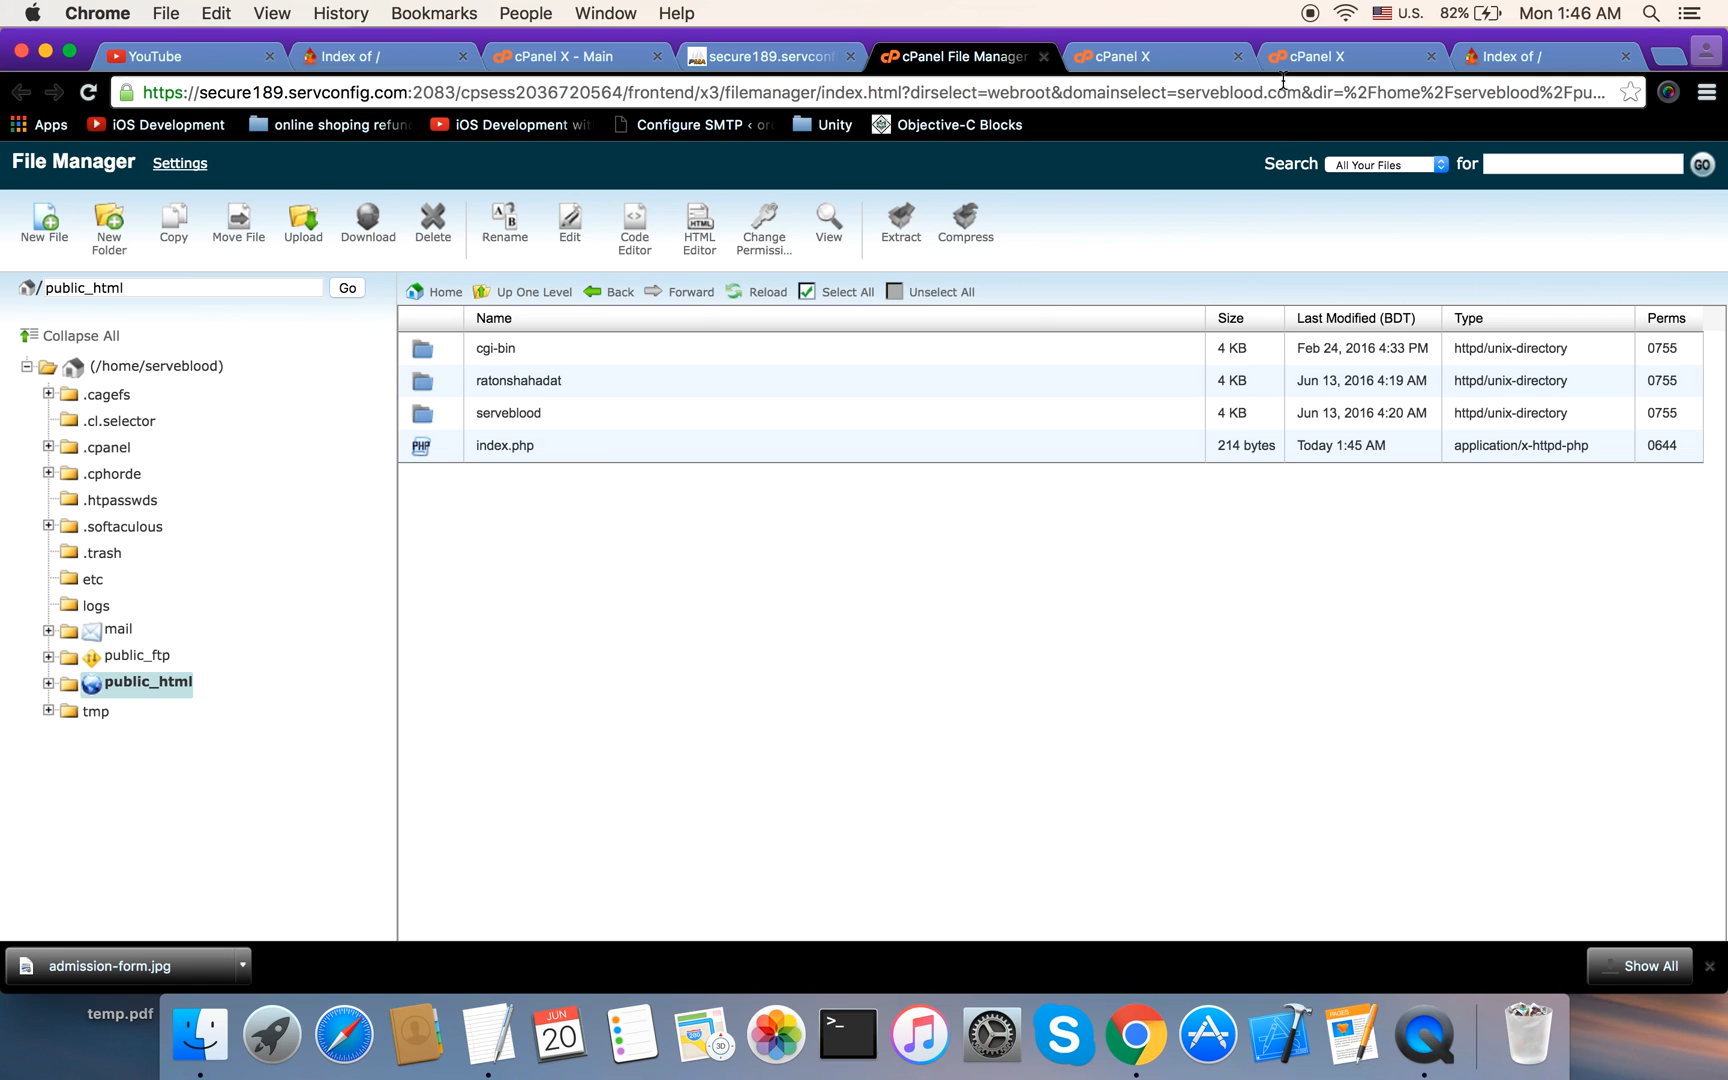 Chrome File Edit View History Bookmarks People Window Help U.S. 82% Mon 1:46 AM
YouTube Index of / cPanel X - Main secure189.servconf cPanel File Manager cPanel X cPanel X Index of /
https://secure189.servconfig.com:2083/cpsess2036720564/frontend/x3/filemanager/index.html?dirselect=webroot&domainselect=serveblood.com&dir=%2Fhome%2Fserveblood%2Fpu...
Apps iOS Development online shoping refun iOS Development wit Configure SMTP ‹ or Unity Objective-C Blocks
File Manager Settings Search All Your Files for GO
New File
New Folder
Copy
Move File
Upload
Download
Delete
Rename
Edit
Code Editor
HTML Editor
Change Permissi...
View
Extract
Compress
/ public_html Go
Home Up One Level Back Forward Reload Select All Unselect All
Collapse All
(/home/serveblood)
.cagefs
.cl.selector
.cpanel
.cphorde
.htpasswds
.softaculous
.trash
etc
logs
mail
public_ftp
public_html
tmp
Name Size Last Modified (BDT) Type Perms
cgi-bin 4 KB Feb 24, 2016 4:33 PM httpd/unix-directory 0755
ratonshahadat 4 KB Jun 13, 2016 4:19 AM httpd/unix-directory 0755
serveblood 4 KB Jun 13, 2016 4:20 AM httpd/unix-directory 0755
PHP index.php 214 bytes Today 1:45 AM application/x-httpd-php 0644
admission-form.jpg Show All
temp.pdf
JUN
20
3D
PAGES